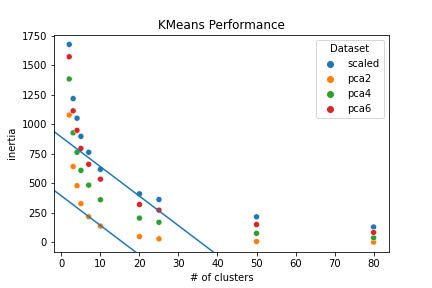 KMeans Performance
1750
1500
1250
1000
750
500
250
0
inertia
Dataset
scaled
pca2
pca4
pca6
0 10 20 30 40 50 60 70 80
# of clusters